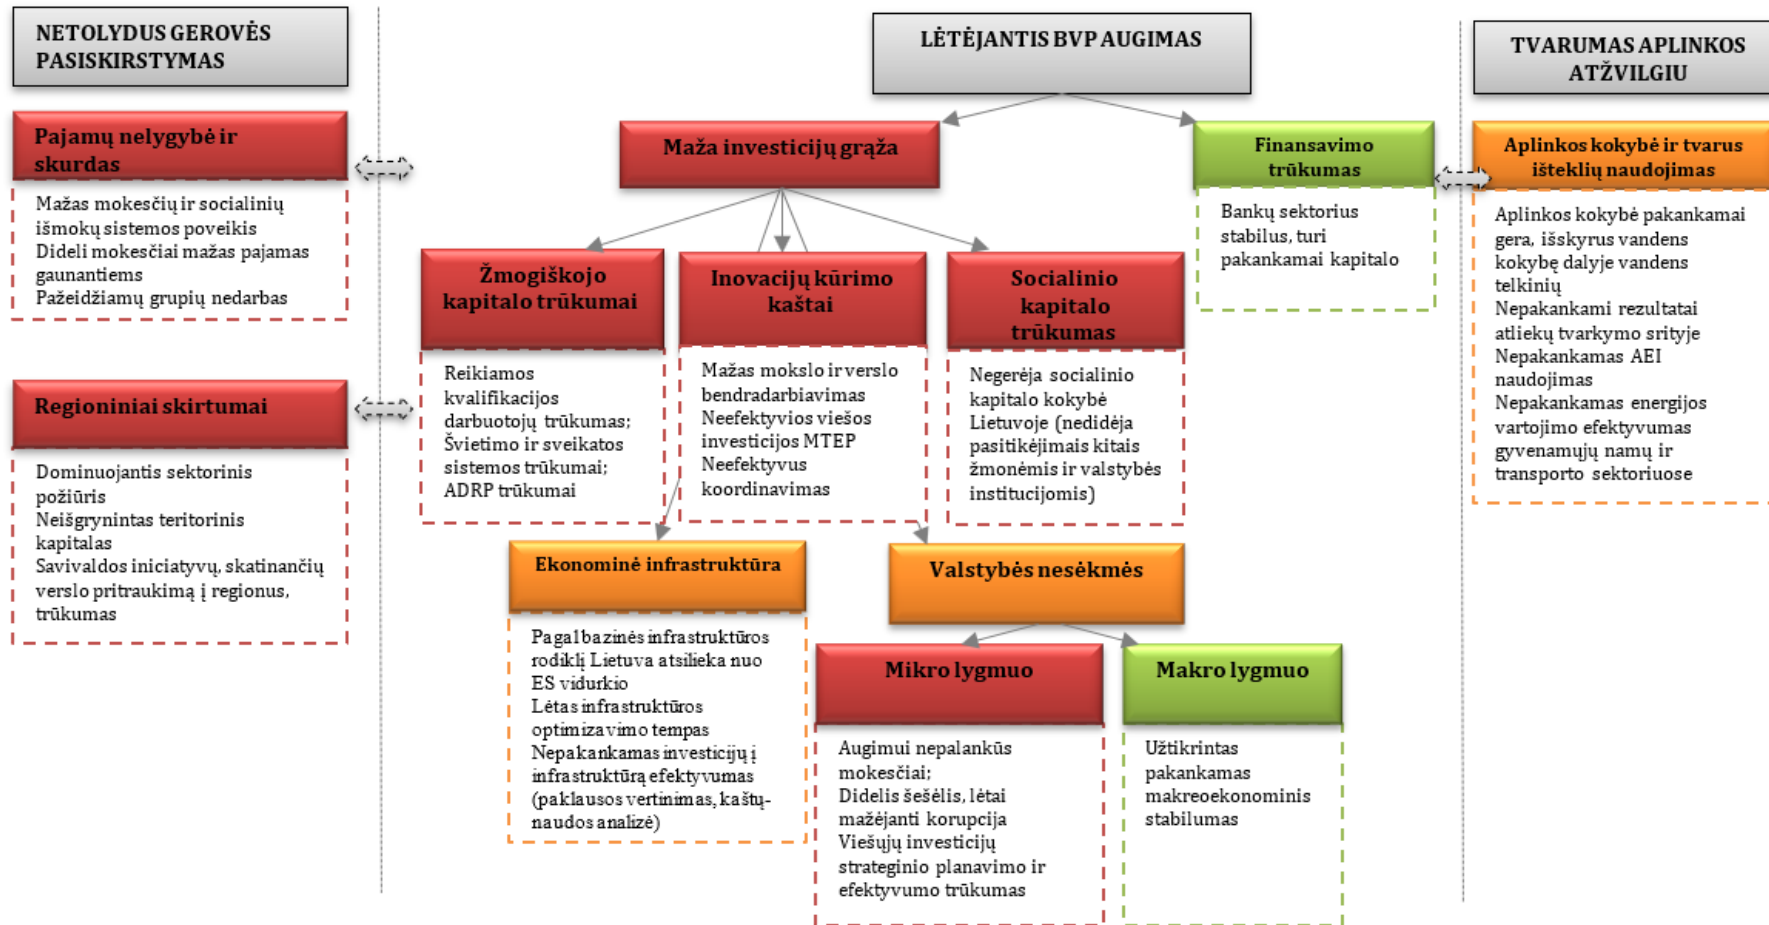 NETOLYDUS GEROVĖS
PASISKIRSTYMAS
Pajamų nelygybė ir
skurdas
Mažas mokesčių ir socialinių
išmokų sistemos poveikis
Dideli mokesčiai mažas pajamas
gaunantiems
Pažeidžiamų grupių nedarbas
Regioniniai skirtumai
Dominuojantis sektorinis
požiūris
Neišgrynintas teritorinis
kapitalas
Savivaldos iniciatyvų, skatinančių
verslo pritraukimą į regionus,
trūkumas
LĖTĖJANTIS BVP AUGIMAS
Maža investicijų grąža
Finansavimo
trūkumas
Bankų sektorius
stabilus, turi
pakankamai kapitalo
Žmogiškojo
kapitalo trūkumai
Reikiamos
kvalifikacijos
darbuotojų trūkumas;
Švietimo ir sveikatos
sistemos trūkumai;
ADRP trūkumai
Inovacijų kūrimo
kaštai
Mažas mokslo ir verslo
bendradarbiavimas
Neefektyvios viešos
investicijos MTEP
Neefektyvus
koordinavimas
Socialinio
kapitalo
trūkumas
Negerėja socialinio
kapitalo kokybė
Lietuvoje (nedidėja
pasitikėjimais kitais
žmonėmis ir valstybės
institucijomis)
Ekonominė infrastruktūra
Pagal bazinės infrastruktūros
rodiklį Lietuva atsilieka nuo
ES vidurkio
Lėtas infrastruktūros
optimizavimo tempas
Nepakankamas investicijų į
infrastruktūrą efektyvumas
(paklausos vertinimas, kaštų-
naudos analizė)
Valstybės nesėkmės
Mikro lygmuo
Augimui nepalankūs
mokesčiai;
Didelis šešėlis, lėtai
mažėjanti korupcija
Viešųjų investicijų
strateginio planavimo ir
efektyvumo trūkumas
Makro lygmuo
Užtikrintas
pakankamas
makreoekonominis
stabilumas
TVARUMAS APLINKOS
ATŽVILGIU
Aplinkos kokybė ir tvarus
išteklių naudojimas
Aplinkos kokybė pakankamai
gera, išskyrus vandens
kokybę dalyje vandens
telkinių
Nepakankami rezultatai
atliekų tvarkymo srityje
Nepakankamas AEI
naudojimas
Nepakankamas energijos
vartojimo efektyvumas
gyvenamųjų namų ir
transporto sektoriuose